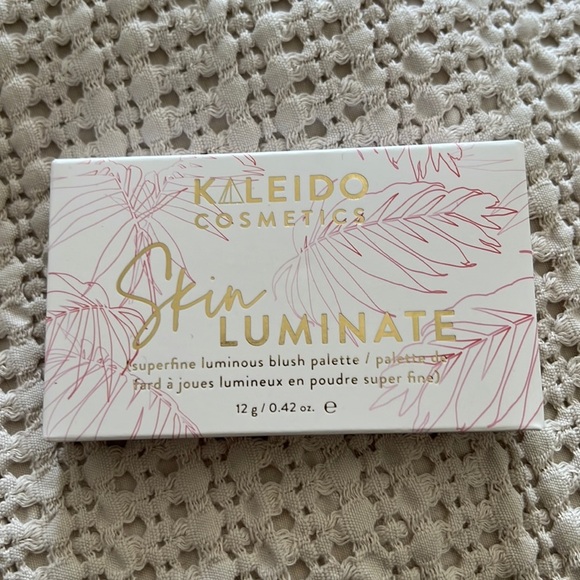 KALEIDO
COSMETICS
Skin
LUMINATE
(superfine luminous blush palette / palette de
fard à joues lumineux en poudre super fine)
12 g / 0.42 oz. ℮